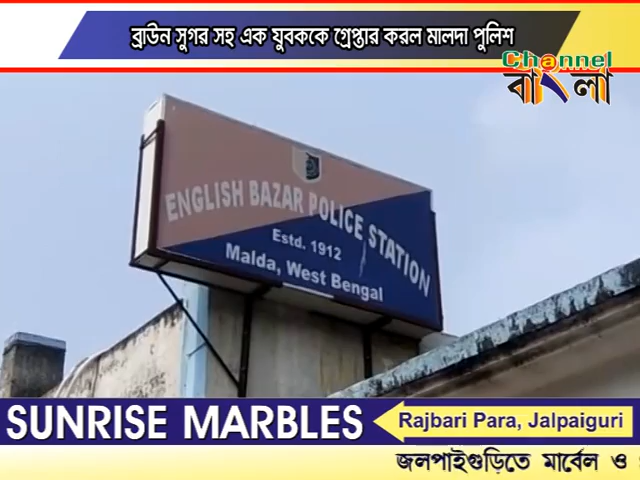 ব্রাউন সুগর সহ এক যুবককে গ্রেপ্তার করল মালদা পুলিশ
Channel
বাংলা
ENGLISH BAZAR POLICE STATION
Estd. 1912
Malda, West Bengal
SUNRISE MARBLES
Rajbari Para, Jalpaiguri
জলপাইগুড়িতে মার্বেল ও